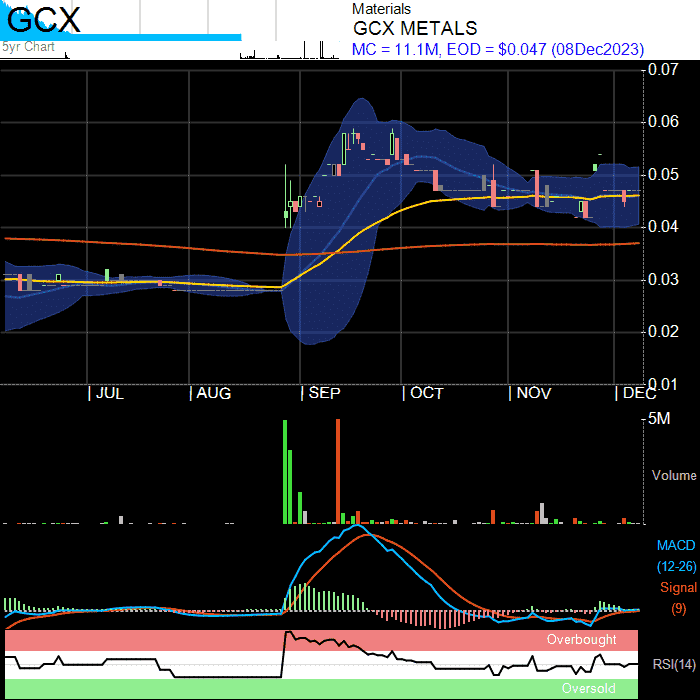 GCX
5yr Chart
Materials
GCX METALS
MC = 11.1M, EOD = $0.047 (08Dec2023)
0.07
0.06
0.05
0.04
0.03
0.02
0.01
JUL AUG SEP OCT NOV DEC
5M
Volume
MACD
(12-26)
Signal
(9)
Overbought
RSI(14)
Oversold